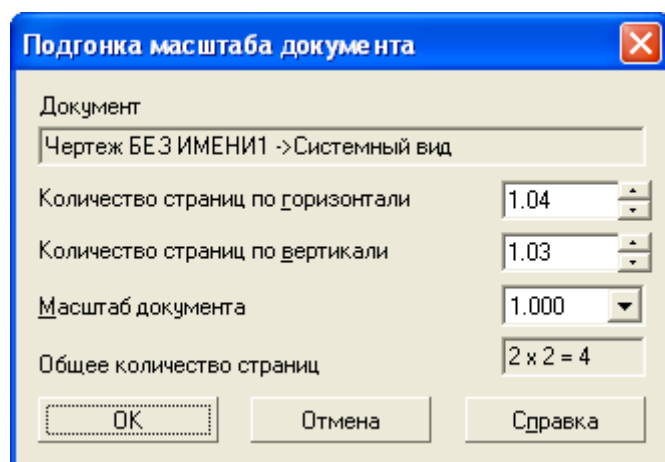 Подгонка масштаба документа
Документ
Чертеж БЕЗ ИМЕНИ1 ->Системный вид
Количество страниц по горизонтали 1.04
Количество страниц по вертикали 1.03
Масштаб документа 1.000
Общее количество страниц 2 x 2 = 4
OK Отмена Справка